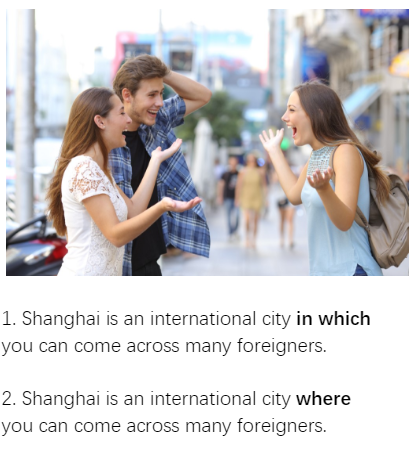 1. Shanghai is an international city in which
you can come across many foreigners.
2. Shanghai is an international city where
you can come across many foreigners.